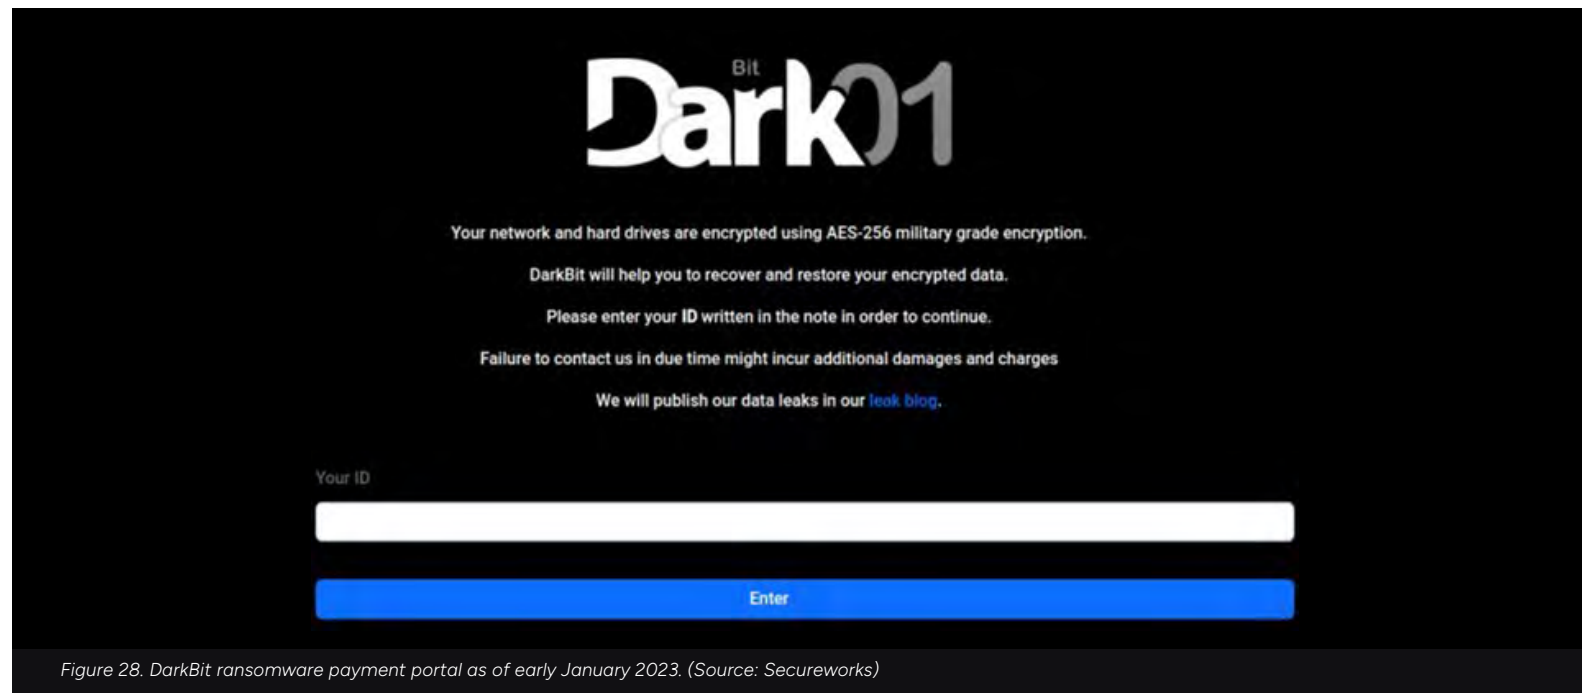 Bit
Dark01
Your network and hard drives are encrypted using AES-256 military grade encryption.
DarkBit will help you to recover and restore your encrypted data.
Please enter your ID written in the note in order to continue.
Failure to contact us in due time might incur additional damages and charges
We will publish our data leaks in our leak blog.
Your ID
Enter
Figure 28. DarkBit ransomware payment portal as of early January 2023. (Source: Secureworks)